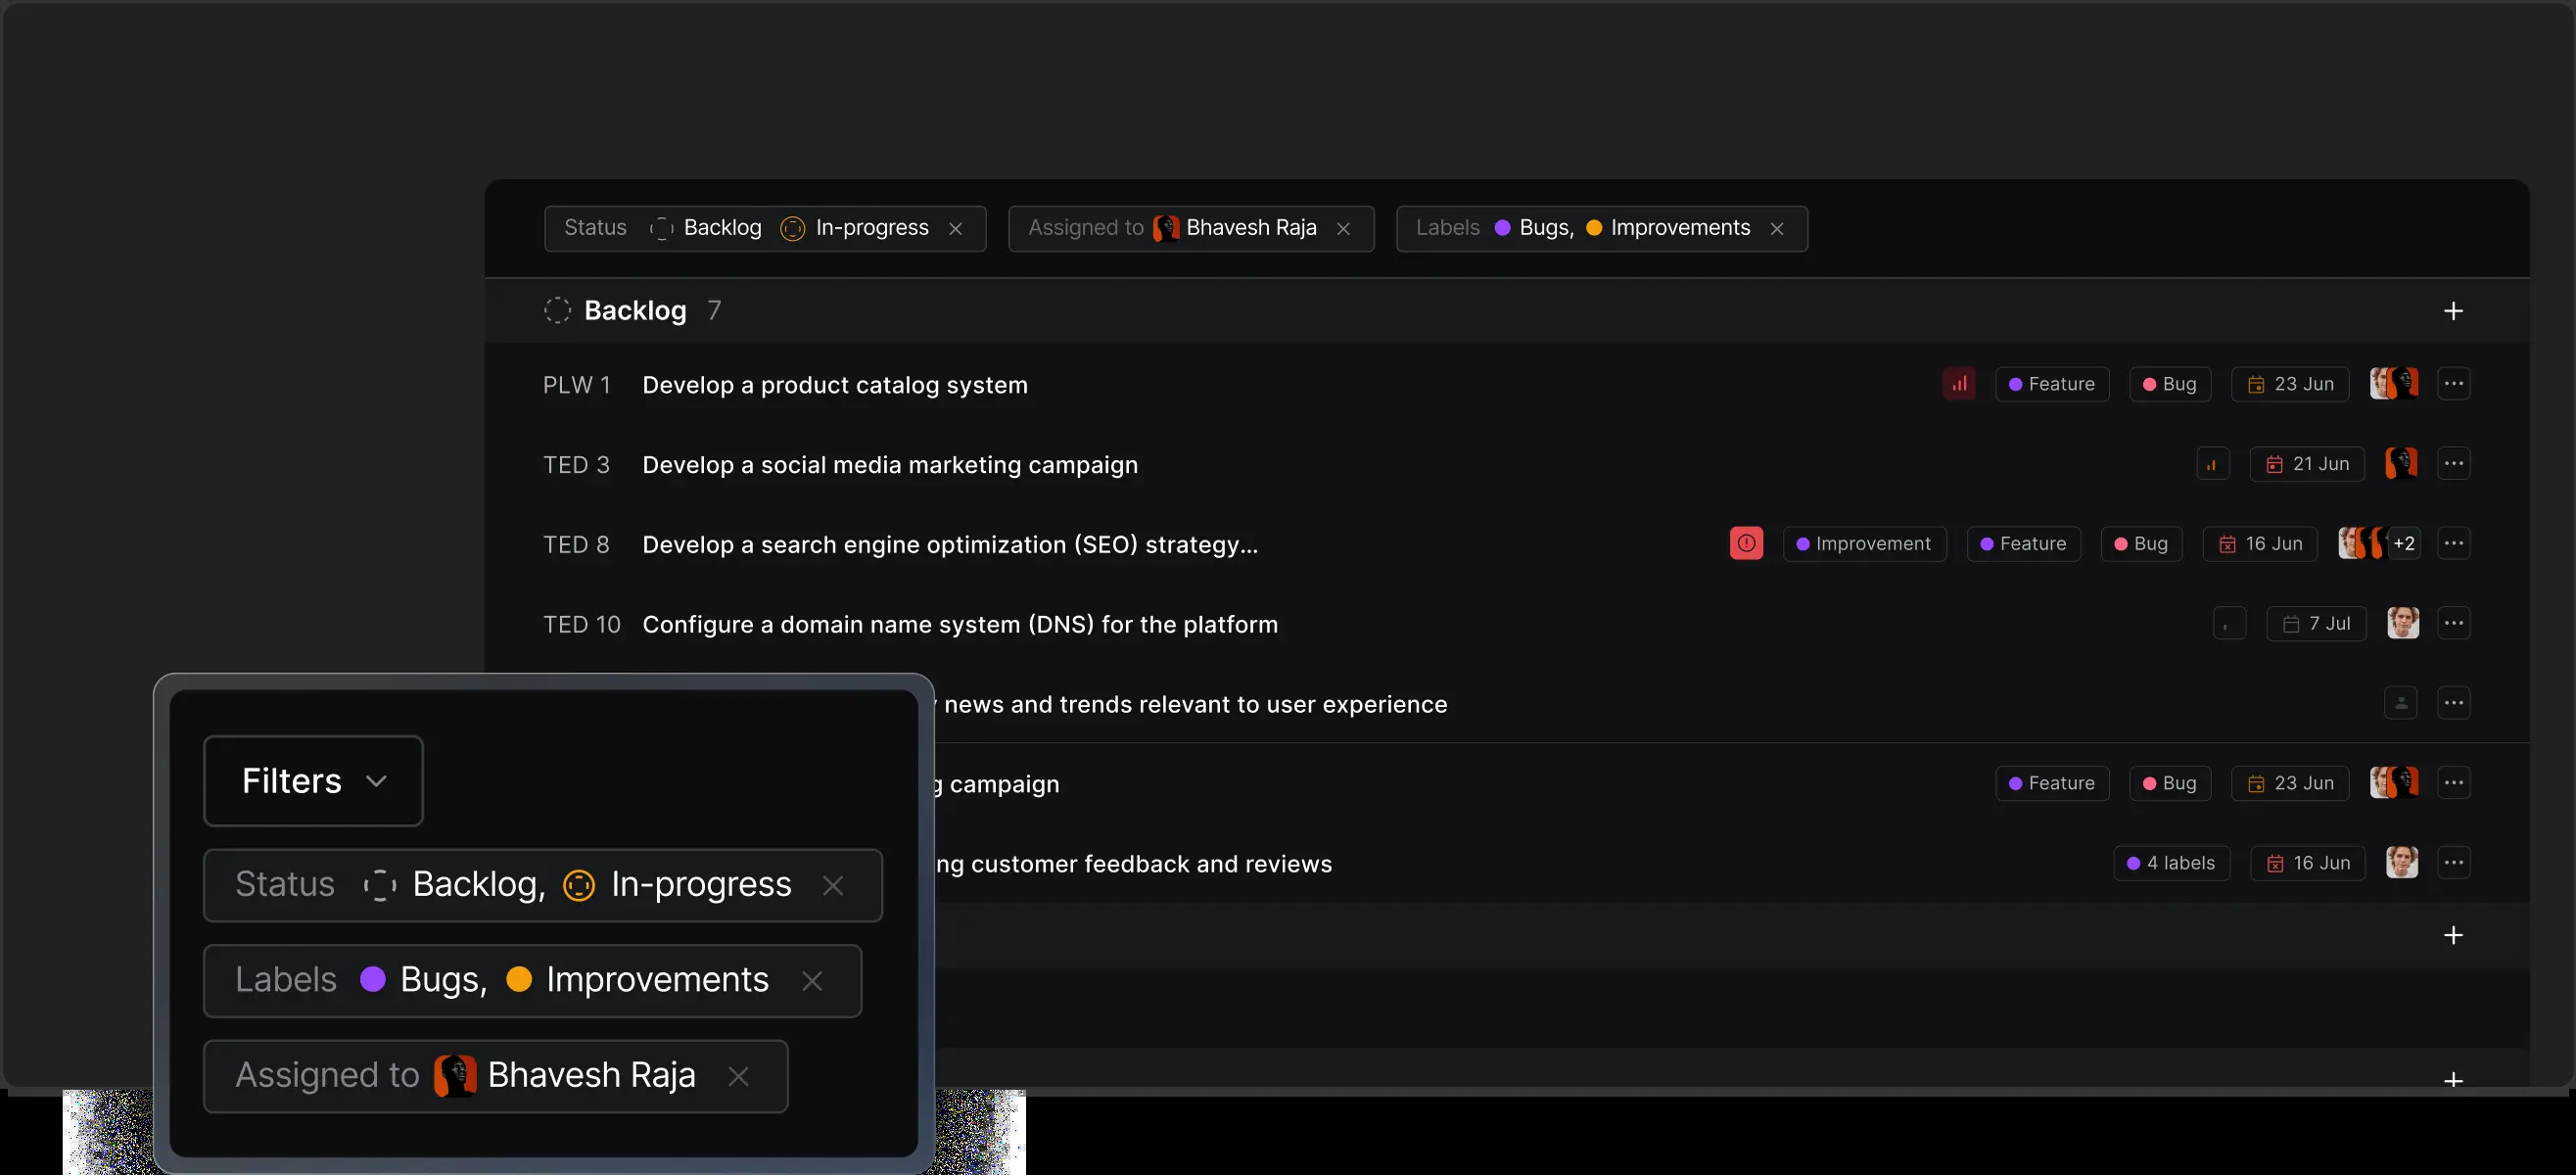 Status Backlog In-progress Assigned to Bhavesh Raja Labels Bugs, Improvements
Backlog 7
PLW 1 Develop a product catalog system Feature Bug 23 Jun
TED 3 Develop a social media marketing campaign 21 Jun
TED 8 Develop a search engine optimization (SEO) strategy... Improvement Feature Bug 16 Jun +2
TED 10 Configure a domain name system (DNS) for the platform 7 Jul
news and trends relevant to user experience
campaign Feature Bug 23 Jun
customer feedback and reviews 4 labels 16 Jun
Filters
Status Backlog, In-progress
Labels Bugs, Improvements
Assigned to Bhavesh Raja